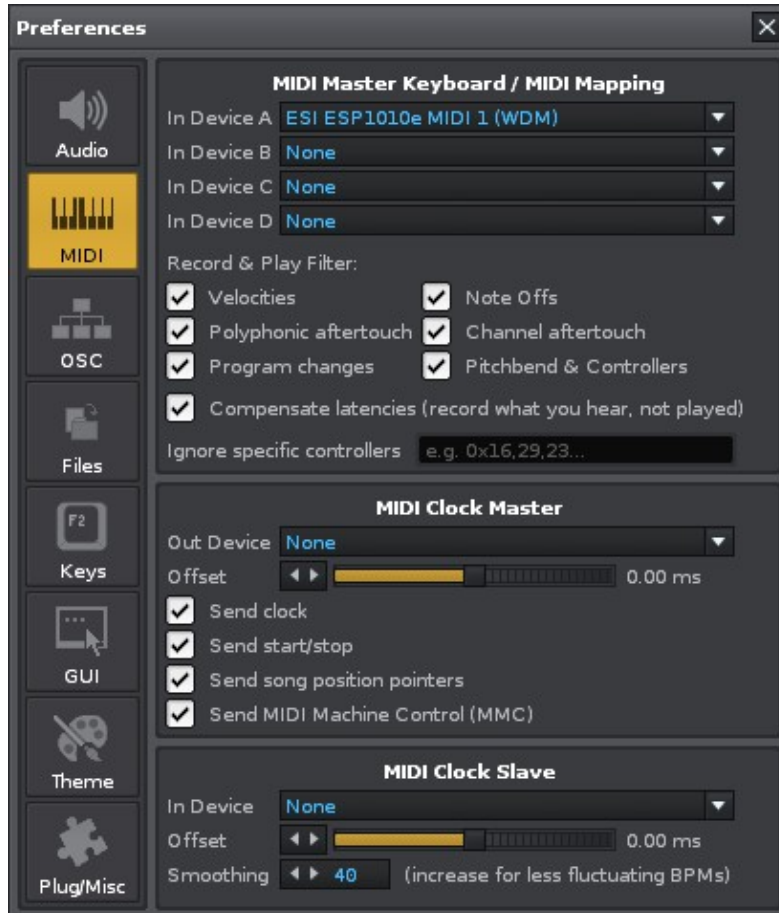 Preferences
Audio
MIDI
OSC
Files
F2
Keys
GUI
Theme
Plug/Misc
MIDI Master Keyboard / MIDI Mapping
In Device A ESI ESP1010e MIDI 1 (WDM)
In Device B None
In Device C None
In Device D None
Record & Play Filter:
Velocities Note Offs
Polyphonic aftertouch Channel aftertouch
Program changes Pitchbend & Controllers
Compensate latencies (record what you hear, not played)
Ignore specific controllers e.g. 0x16,29,23...
MIDI Clock Master
Out Device None
Offset 0.00 ms
Send clock
Send start/stop
Send song position pointers
Send MIDI Machine Control (MMC)
MIDI Clock Slave
In Device None
Offset 0.00 ms
Smoothing 40 (increase for less fluctuating BPMs)